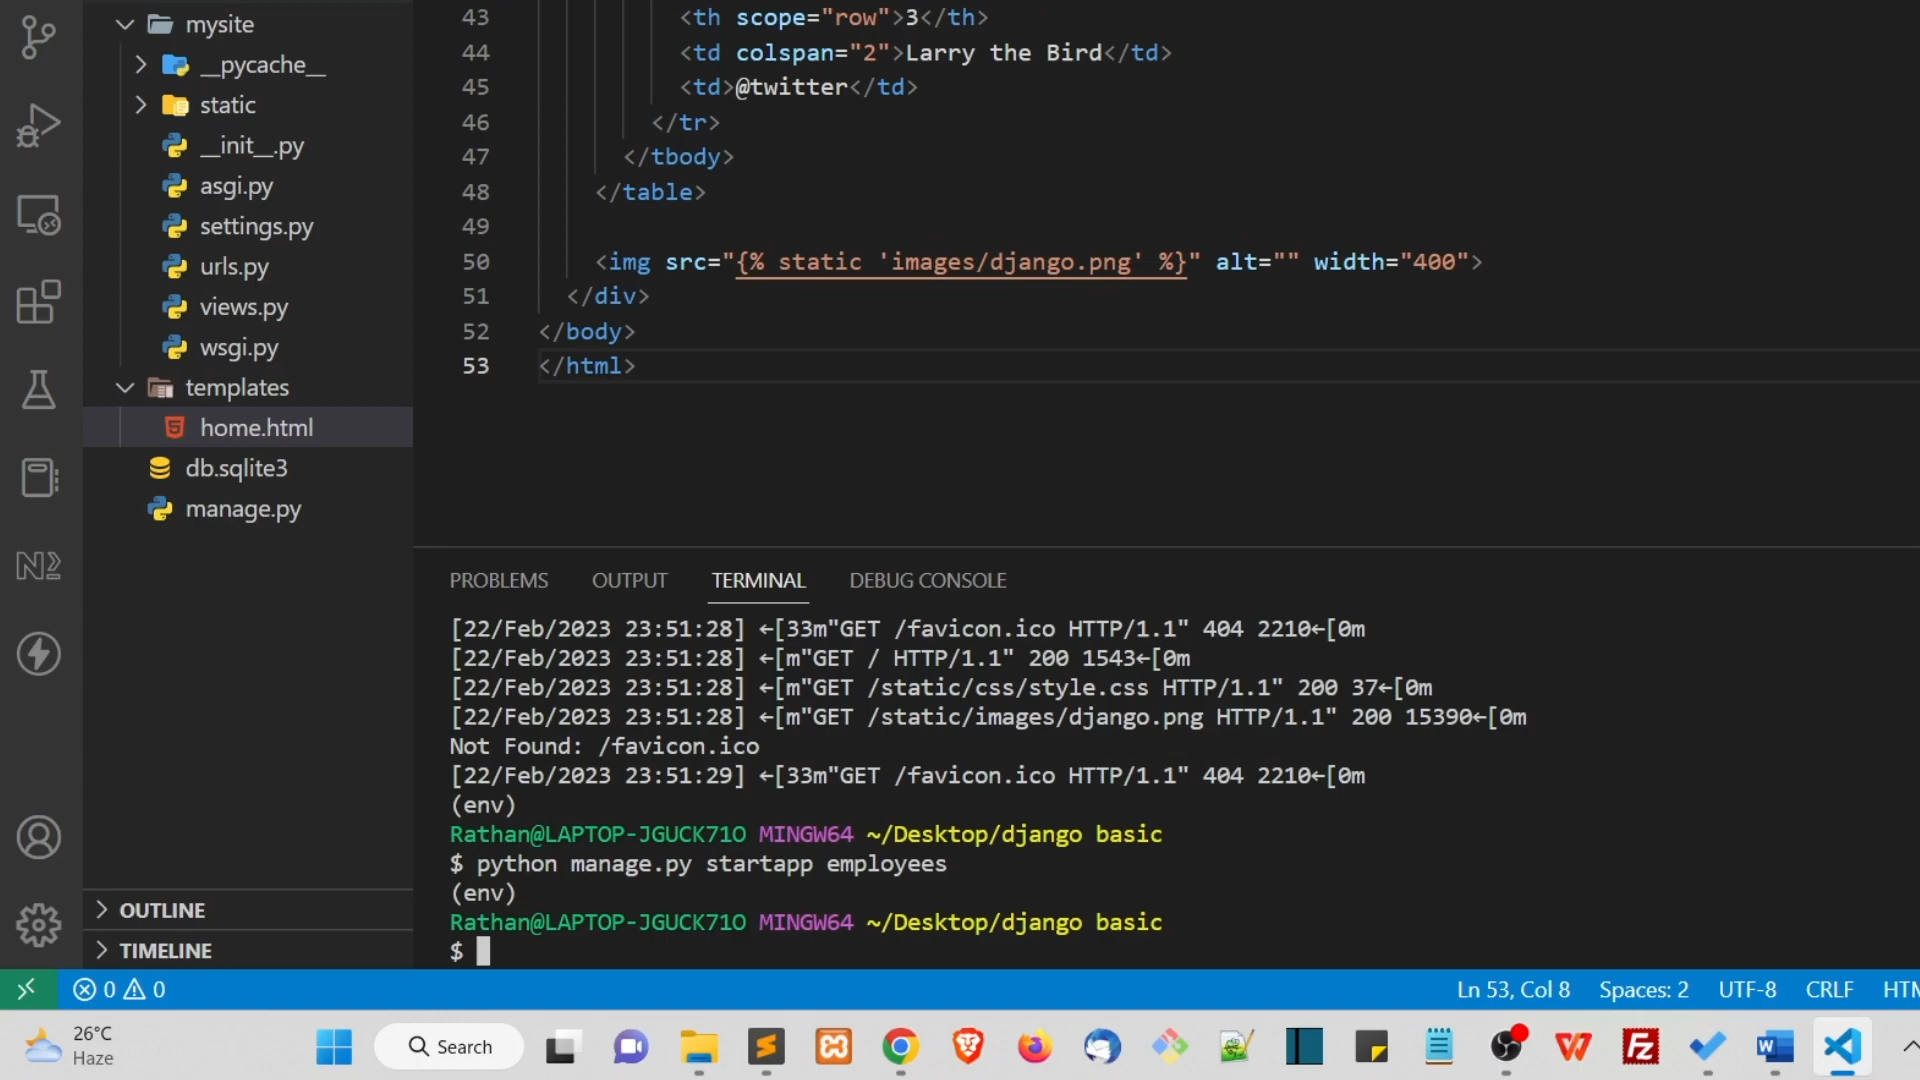 mysite
__pycache__
static
__init__.py
asgi.py
settings.py
urls.py
views.py
wsgi.py
templates
home.html
db.sqlite3
manage.py
OUTLINE
TIMELINE
43 <th scope="row">3</th>
44 <td colspan="2">Larry the Bird</td>
45 <td>@twitter</td>
46 </tr>
47 </tbody>
48 </table>
49
50 <img src="{% static 'images/django.png' %}" alt="" width="400">
51 </div>
52 </body>
53 </html>
PROBLEMS OUTPUT TERMINAL DEBUG CONSOLE
[22/Feb/2023 23:51:28] ←[33m"GET /favicon.ico HTTP/1.1" 404 2210←[0m
[22/Feb/2023 23:51:28] ←[m"GET / HTTP/1.1" 200 1543←[0m
[22/Feb/2023 23:51:28] ←[m"GET /static/css/style.css HTTP/1.1" 200 37←[0m
[22/Feb/2023 23:51:28] ←[m"GET /static/images/django.png HTTP/1.1" 200 15390←[0m
Not Found: /favicon.ico
[22/Feb/2023 23:51:29] ←[33m"GET /favicon.ico HTTP/1.1" 404 2210←[0m
(env)
Rathan@LAPTOP-JGUCK71O MINGW64 ~/Desktop/django basic
$ python manage.py startapp employees
(env)
Rathan@LAPTOP-JGUCK71O MINGW64 ~/Desktop/django basic
$
0 0 Ln 53, Col 8 Spaces: 2 UTF-8 CRLF HTM
26°C
Haze
Search